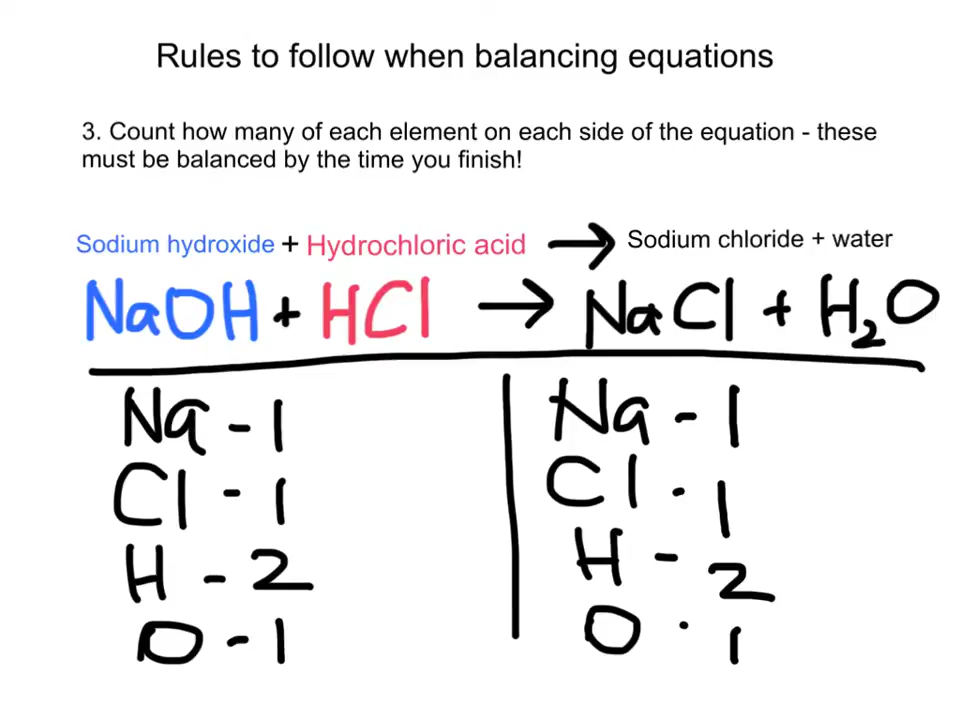 Rules to follow when balancing equations
3. Count how many of each element on each side of the equation - these
must be balanced by the time you finish!
Sodium hydroxide + Hydrochloric acid → Sodium chloride + water
NaOH + HCl → NaCl + H₂O
Na - 1 Na - 1
Cl - 1 Cl - 1
H - 2 H - 2
O - 1 O - 1